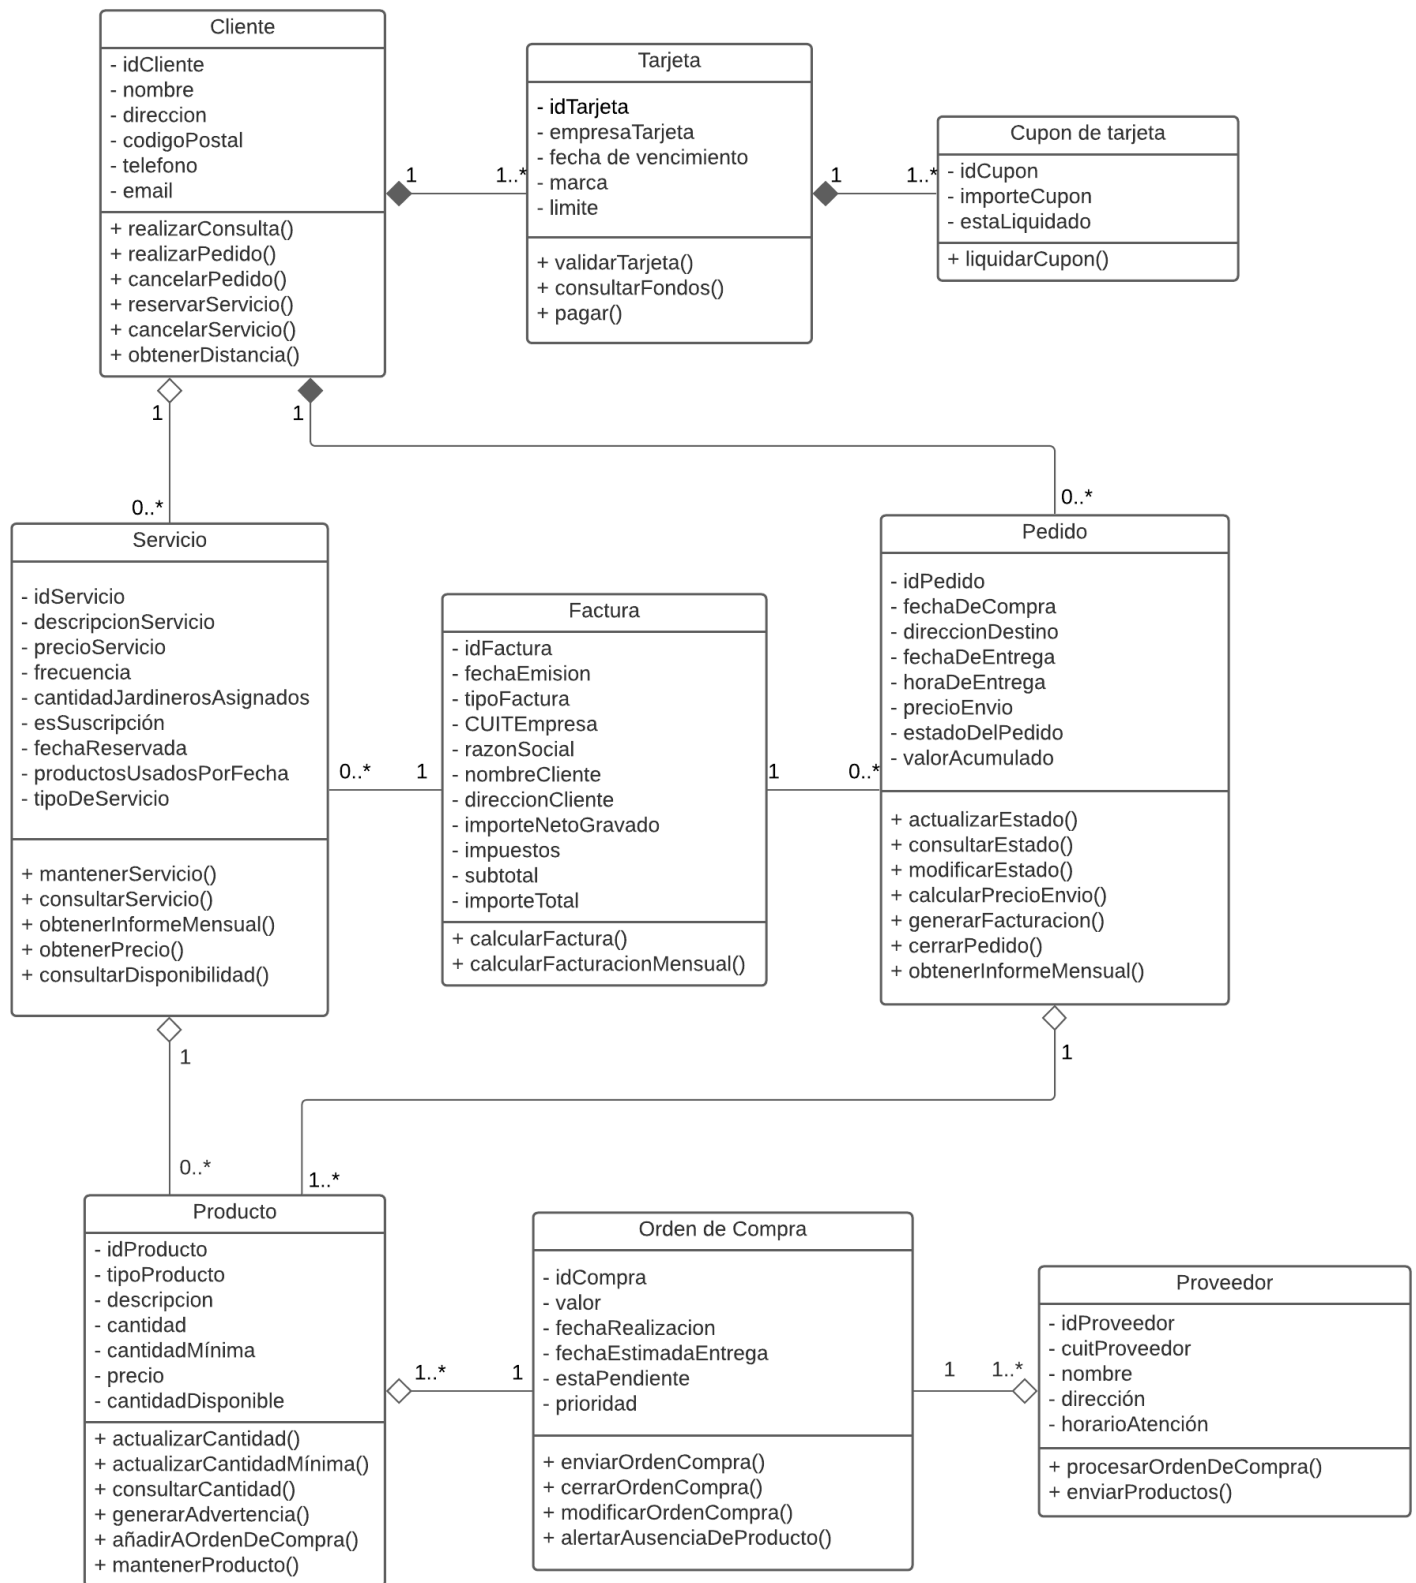 Cliente
- idCliente
- nombre
- direccion
- codigoPostal
- telefono
- email
+ realizarConsulta()
+ realizarPedido()
+ cancelarPedido()
+ reservarServicio()
+ cancelarServicio()
+ obtenerDistancia()
1
1..*
Tarjeta
- idTarjeta
- empresaTarjeta
- fecha de vencimiento
- marca
- limite
+ validarTarjeta()
+ consultarFondos()
+ pagar()
1
1..*
Cupon de tarjeta
- idCupon
- importeCupon
- estaLiquidado
+ liquidarCupon()
1
0..*
1
0..*
Servicio
- idServicio
- descripcionServicio
- precioServicio
- frecuencia
- cantidadJardinerosAsignados
- esSuscripción
- fechaReservada
- productosUsadosPorFecha
- tipoDeServicio
+ mantenerServicio()
+ consultarServicio()
+ obtenerInformeMensual()
+ obtenerPrecio()
+ consultarDisponibilidad()
0..*
1
Factura
- idFactura
- fechaEmision
- tipoFactura
- CUITEmpresa
- razonSocial
- nombreCliente
- direccionCliente
- importeNetoGravado
- impuestos
- subtotal
- importeTotal
+ calcularFactura()
+ calcularFacturacionMensual()
1
0..*
Pedido
- idPedido
- fechaDeCompra
- direccionDestino
- fechaDeEntrega
- horaDeEntrega
- precioEnvio
- estadoDelPedido
- valorAcumulado
+ actualizarEstado()
+ consultarEstado()
+ modificarEstado()
+ calcularPrecioEnvio()
+ generarFacturacion()
+ cerrarPedido()
+ obtenerInformeMensual()
1
0..*
1
1..*
Producto
- idProducto
- tipoProducto
- descripcion
- cantidad
- cantidadMínima
- precio
- cantidadDisponible
+ actualizarCantidad()
+ actualizarCantidadMínima()
+ consultarCantidad()
+ generarAdvertencia()
+ añadirAOrdenDeCompra()
+ mantenerProducto()
1..*
1
Orden de Compra
- idCompra
- valor
- fechaRealizacion
- fechaEstimadaEntrega
- estaPendiente
- prioridad
+ enviarOrdenCompra()
+ cerrarOrdenCompra()
+ modificarOrdenCompra()
+ alertarAusenciaDeProducto()
1
1..*
Proveedor
- idProveedor
- cuitProveedor
- nombre
- dirección
- horarioAtención
+ procesarOrdenDeCompra()
+ enviarProductos()